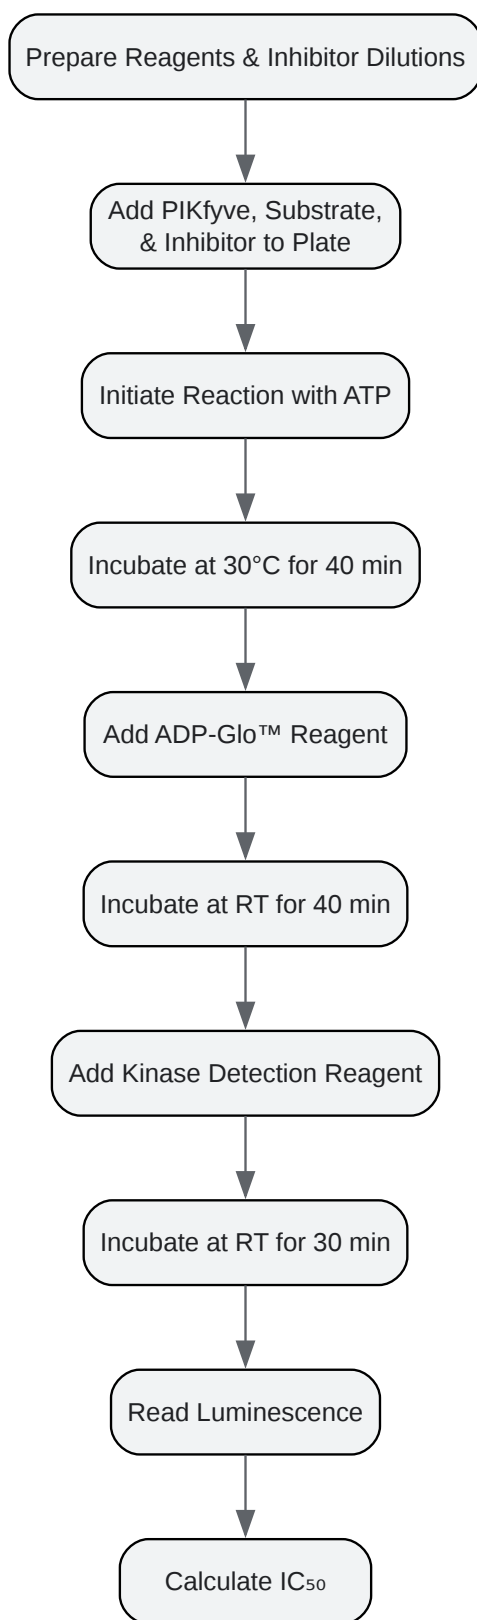 Prepare Reagents & Inhibitor Dilutions
Add PIKfyve, Substrate,
& Inhibitor to Plate
Initiate Reaction with ATP
Incubate at 30°C for 40 min
Add ADP-Glo™ Reagent
Incubate at RT for 40 min
Add Kinase Detection Reagent
Incubate at RT for 30 min
Read Luminescence
Calculate IC₅₀